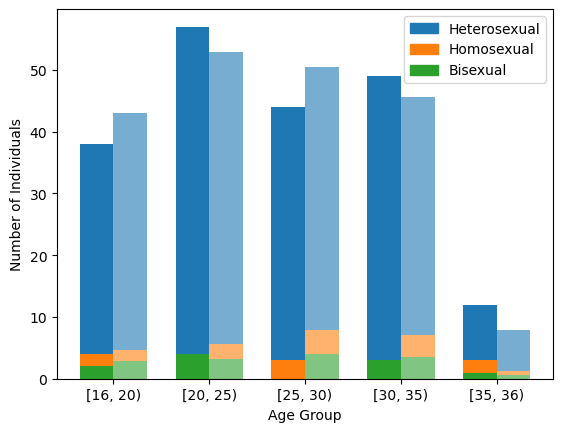 Heterosexual
Homosexual
Bisexual
50
40
30
20
10
0
Number of Individuals
[16, 20)
[20, 25)
[25, 30)
[30, 35)
[35, 36)
Age Group